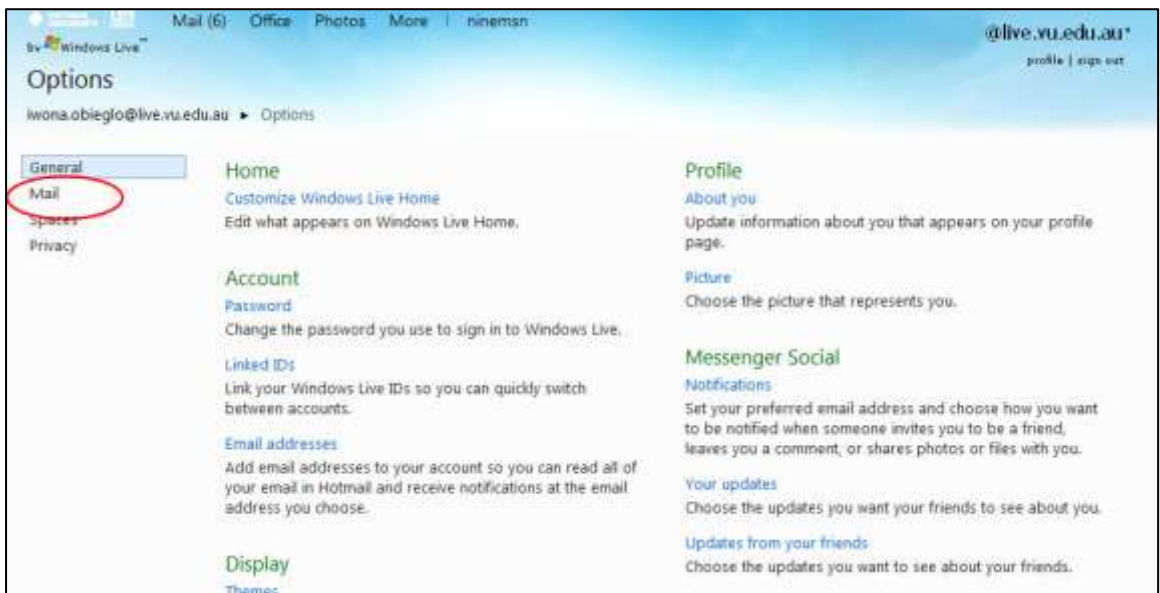 Mail (6) Office Photos More | ninemsn
by Windows Live™
@live.vu.edu.au
profile | sign out
Options
iwona.obieglo@live.vu.edu.au ▸ Options
General
Mail
Spaces
Privacy
Home
Customize Windows Live Home
Edit what appears on Windows Live Home.
Account
Password
Change the password you use to sign in to Windows Live.
Linked IDs
Link your Windows Live IDs so you can quickly switch
between accounts.
Email addresses
Add email addresses to your account so you can read all of
your email in Hotmail and receive notifications at the email
address you choose.
Display
Themes
Profile
About you
Update information about you that appears on your profile
page.
Picture
Choose the picture that represents you.
Messenger Social
Notifications
Set your preferred email address and choose how you want
to be notified when someone invites you to be a friend,
leaves you a comment, or shares photos or files with you.
Your updates
Choose the updates you want your friends to see about you.
Updates from your friends
Choose the updates you want to see about your friends.